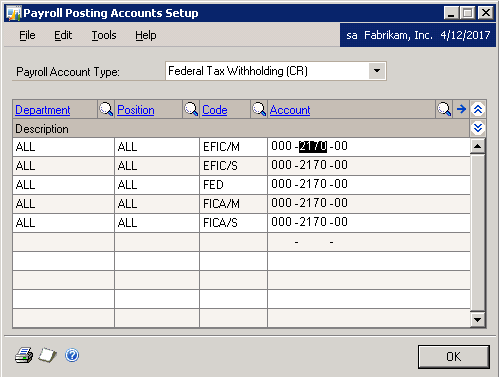 Payroll Posting Accounts Setup
File Edit Tools Help sa Fabrikam, Inc. 4/12/2017
Payroll Account Type: Federal Tax Withholding (CR)
Department Position Code Account
Description
ALL ALL EFIC/M 000 -2170 -00
ALL ALL EFIC/S 000 -2170 -00
ALL ALL FED 000 -2170 -00
ALL ALL FICA/M 000 -2170 -00
ALL ALL FICA/S 000 -2170 -00
- -
OK